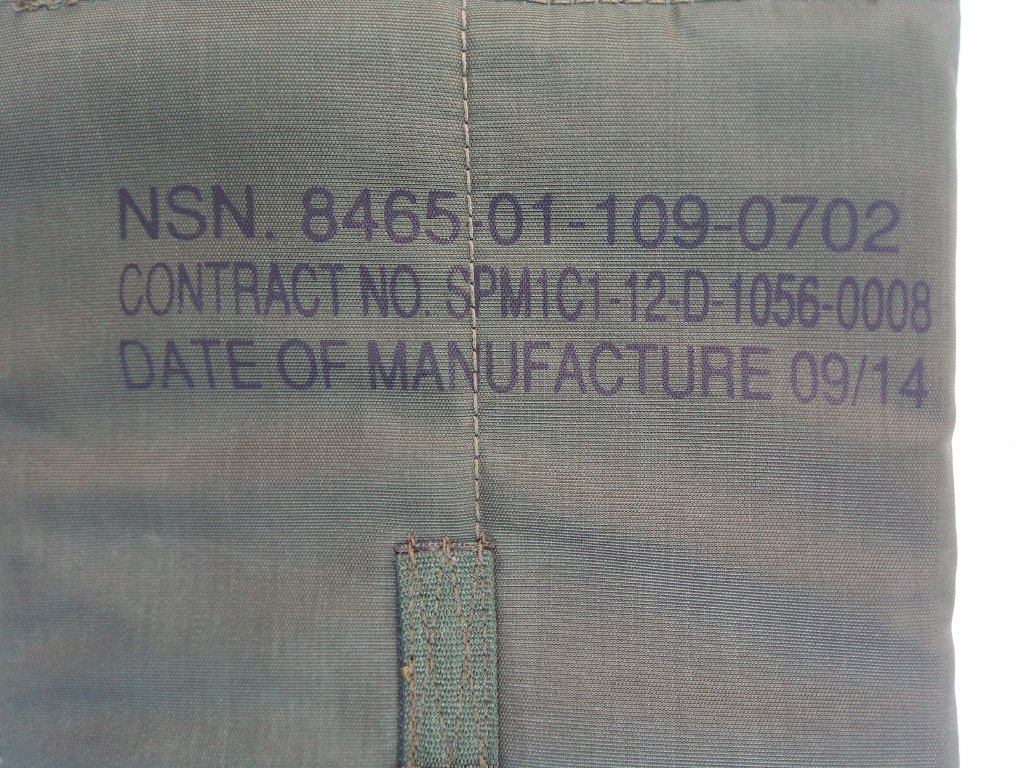 NSN. 8465-01-109-0702
CONTRACT NO. SPM1C1-12-D-1056-0008
DATE OF MANUFACTURE 09/14